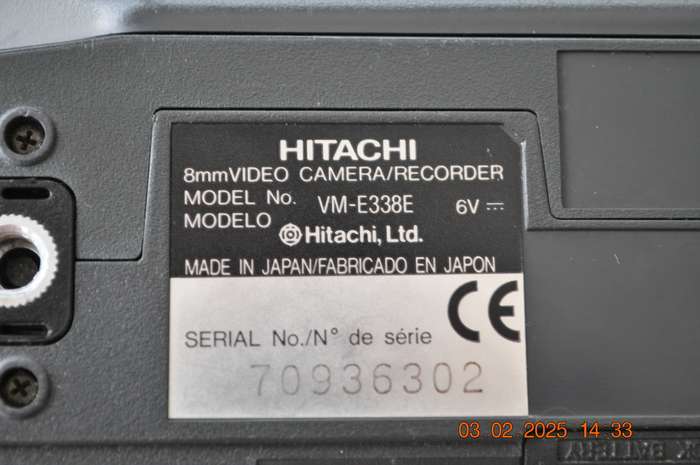 HITACHI
8mmVIDEO CAMERA/RECORDER
MODEL No. VM-E338E 6V
MODELO
Hitachi, Ltd.
MADE IN JAPAN/FABRICADO EN JAPON
CE
SERIAL No./N° de série
70936302
03 02 2025 14 33